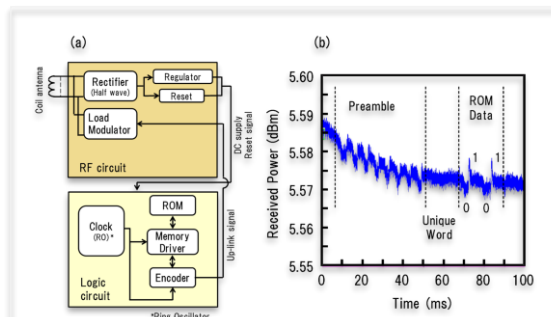 (a)
Coil antenna
Rectifier
(Half wave)
Regulator
Reset
Load
Modulator
RF circuit
DC supply
Reset signal
Up-link signal
Clock
(RO) *
ROM
Memory
Driver
Encoder
Logic
circuit
*Ring Oscillator
(b)
Received Power (dBm)
5.60
5.59
5.58
5.57
5.56
5.55
Preamble
ROM
Data
1
1
0
0
Unique
Word
0
20
40
60
80
100
Time (ms)